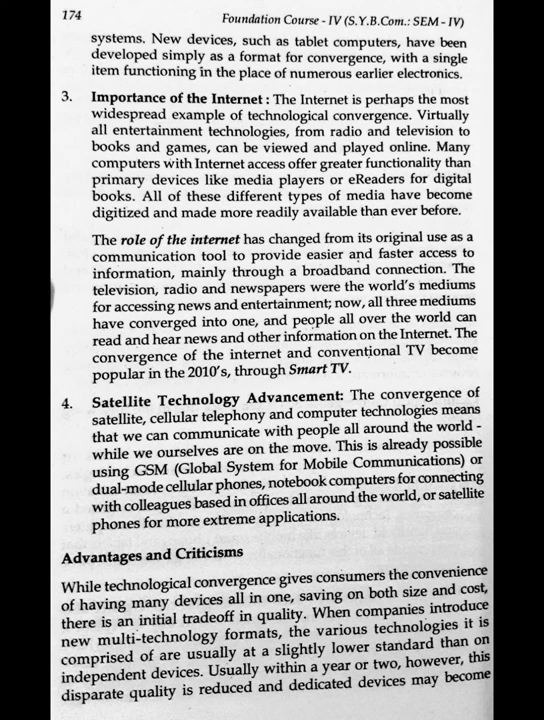 174
Foundation Course - IV (S.Y.B.Com.: SEM - IV)
systems. New devices, such as tablet computers, have been
developed simply as a format for convergence, with a single
item functioning in the place of numerous earlier electronics.
3. Importance of the Internet : The Internet is perhaps the most
widespread example of technological convergence. Virtually
all entertainment technologies, from radio and television to
books and games, can be viewed and played online. Many
computers with Internet access offer greater functionality than
primary devices like media players or eReaders for digital
books. All of these different types of media have become
digitized and made more readily available than ever before.
The role of the internet has changed from its original use as a
communication tool to provide easier and faster access to
information, mainly through a broadband connection. The
television, radio and newspapers were the world's mediums
for accessing news and entertainment; now, all three mediums
have converged into one, and people all over the world can
read and hear news and other information on the Internet. The
convergence of the internet and conventional TV become
popular in the 2010's, through Smart TV.
4. Satellite Technology Advancement: The convergence of
satellite, cellular telephony and computer technologies means
that we can communicate with people all around the world -
while we ourselves are on the move. This is already possible
using GSM (Global System for Mobile Communications) or
dual-mode cellular phones, notebook computers for connecting
with colleagues based in offices all around the world, or satellite
phones for more extreme applications.
Advantages and Criticisms
While technological convergence gives consumers the convenience
of having many devices all in one, saving on both size and cost,
there is an initial tradeoff in quality. When companies introduce
new multi-technology formats, the various technologies it is
comprised of are usually at a slightly lower standard than on
independent devices. Usually within a year or two, however, this
disparate quality is reduced and dedicated devices may become